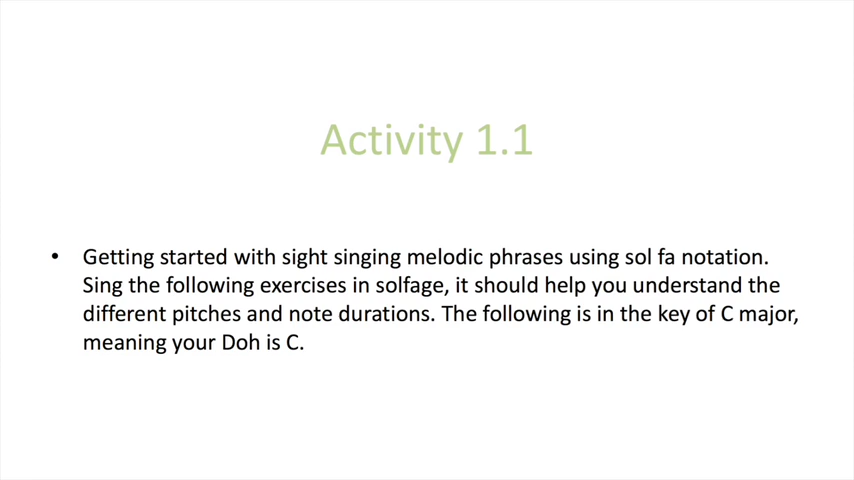 Activity 1.1
• Getting started with sight singing melodic phrases using sol fa notation.
Sing the following exercises in solfage, it should help you understand the
different pitches and note durations. The following is in the key of C major,
meaning your Doh is C.